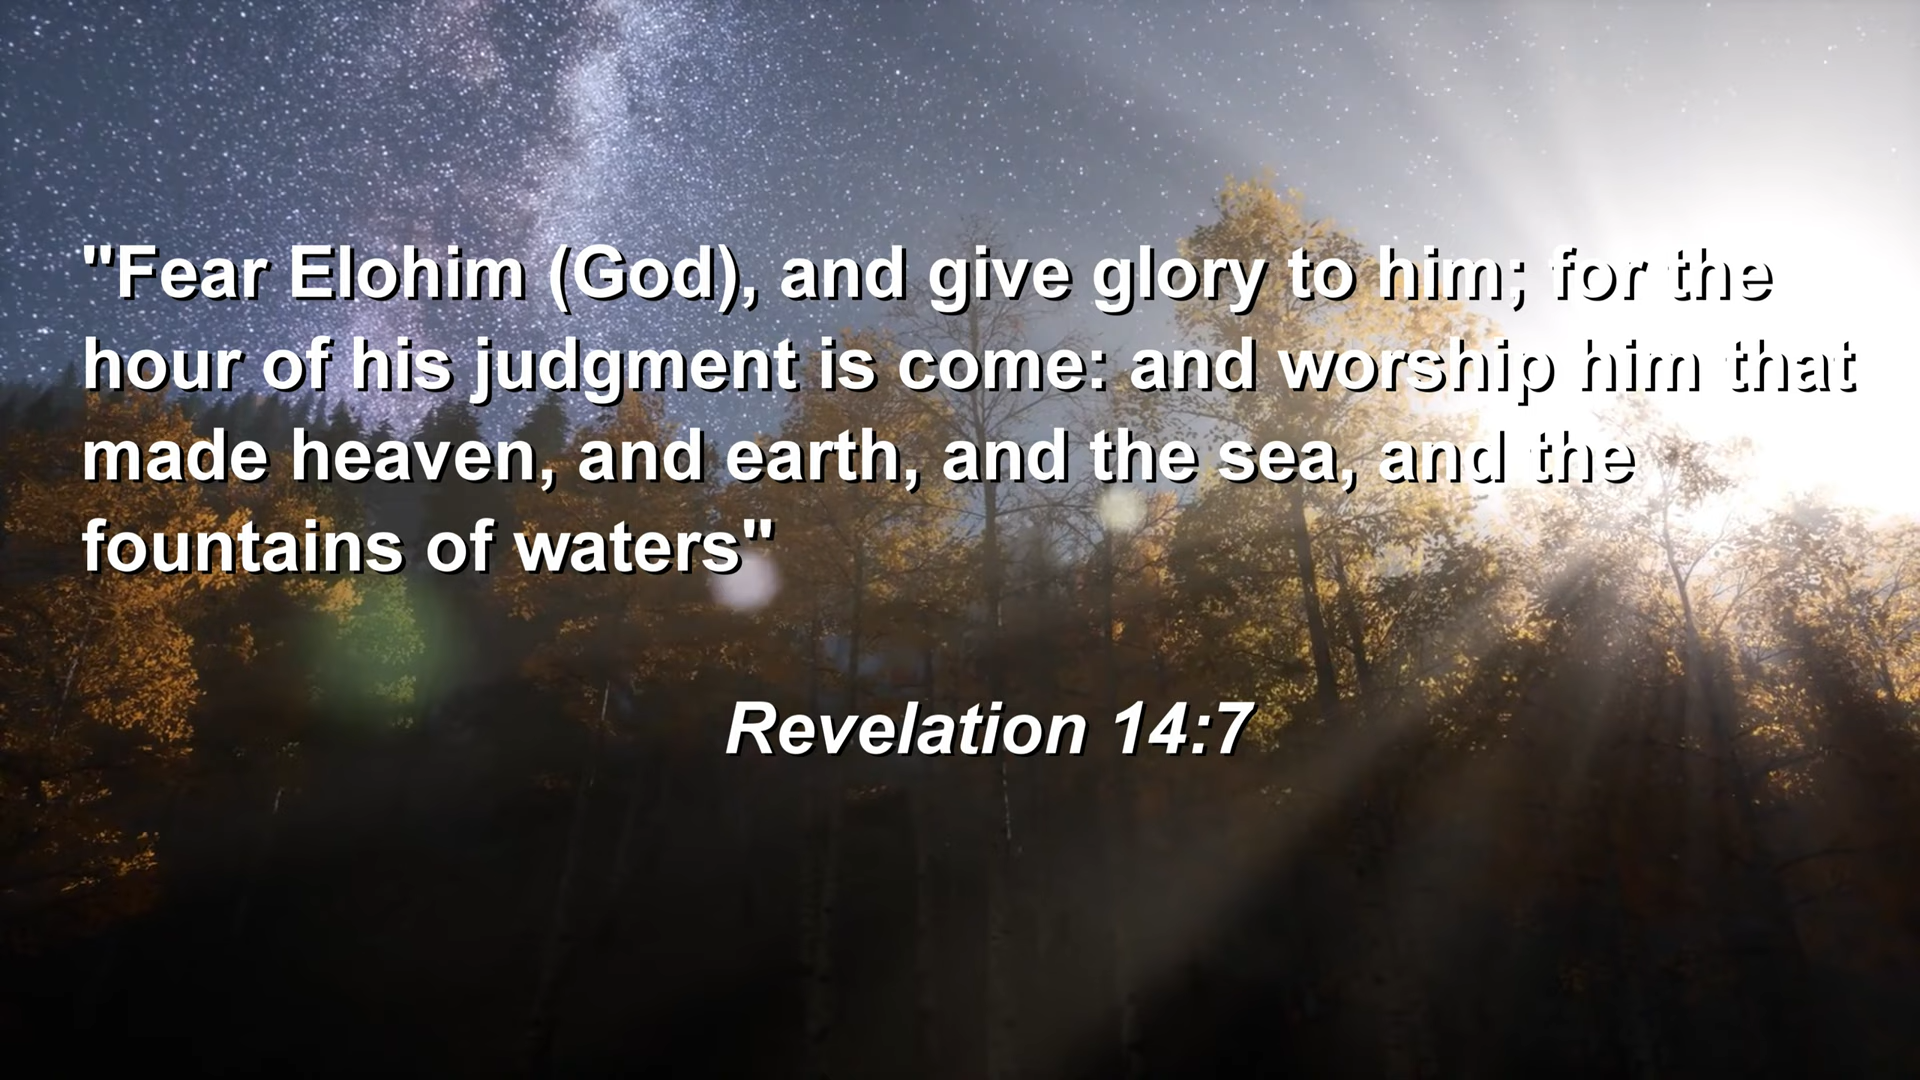 "Fear Elohim (God), and give glory to him; for the
hour of his judgment is come: and worship him that
made heaven, and earth, and the sea, and the
fountains of waters"
Revelation 14:7